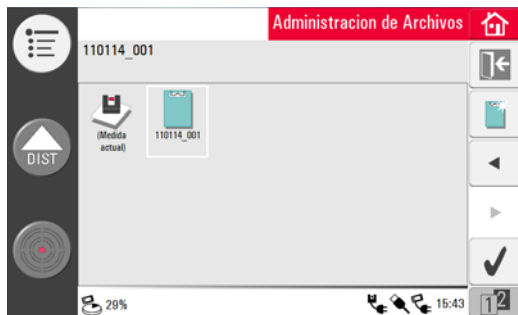 Administracion de Archivos
110114_001
(Medida
actual)
110114_001
DIST
29%
15:43
12